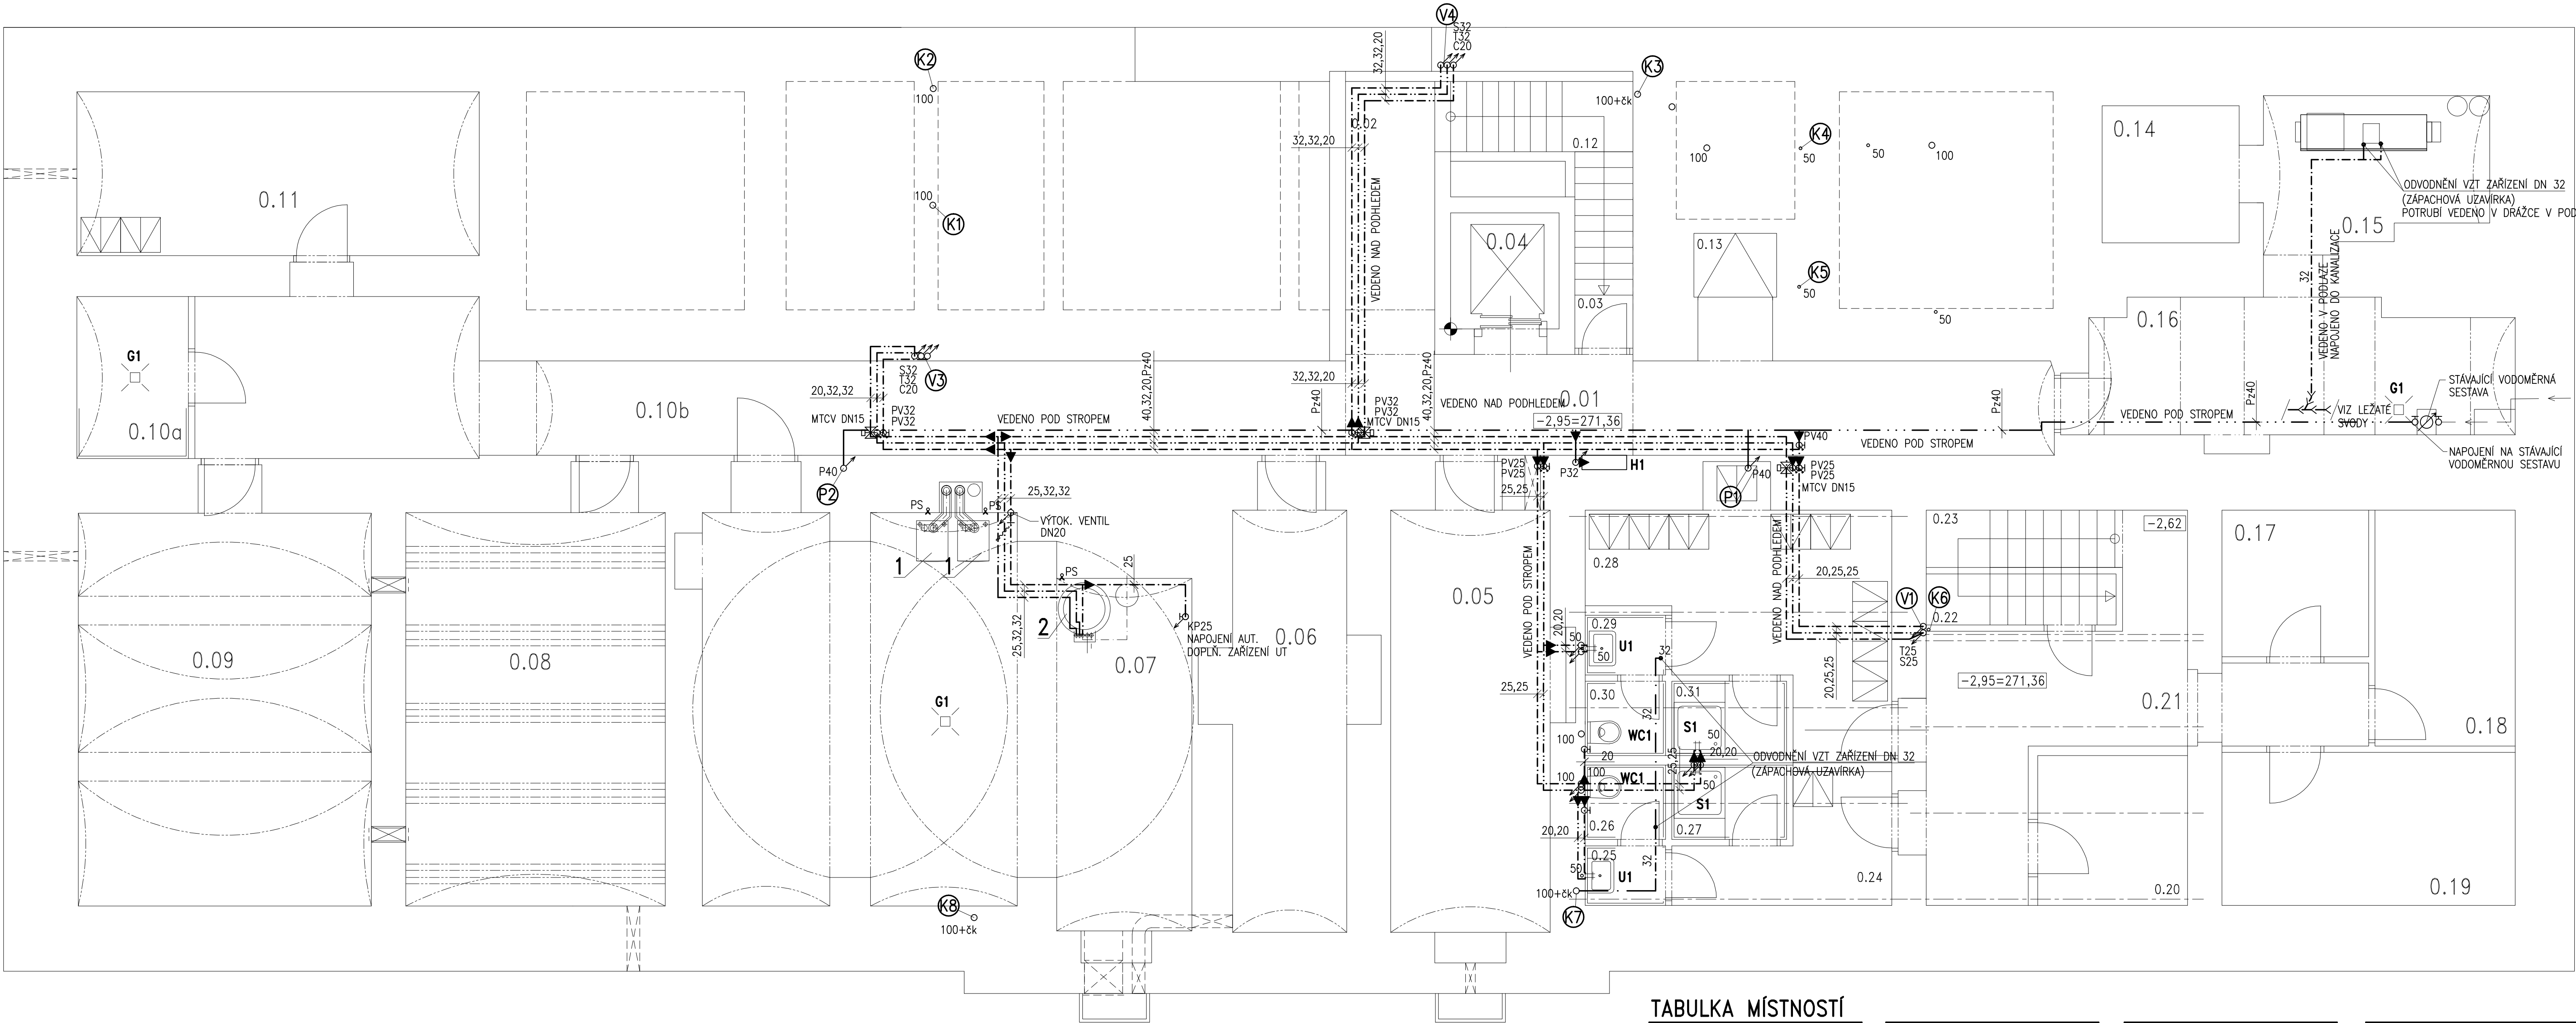 V4
S32
T32
C20
32,32,20
K2
100
K3
100+čk
0.02
0.12
32,32,20
VEDENO NAD PODHLEDEM
100
K4
50
50
100
0.14
ODVODNĚNÍ VZT ZAŘÍZENÍ DN 32
(ZÁPACHOVÁ UZAVÍRKA)
POTRUBÍ VEDENO V DRÁŽCE V POD
0.15
0.11
100
K1
0.04
0.13
K5
50
50
0.03
32
VEDENO V PODLAZE
NAPOJENO DO KANALIZACE
0.16
G1
0.10a
0.10b
20,32,32
S32
T32
C20
V3
MTCV DN15
PV32
PV32
VEDENO POD STROPEM
40,32,20,Pz40
32,32,20
Pz40
PV32
PV32
MTCV DN15
40,32,20,Pz40
VEDENO NAD PODHLEDEM
0.01
-2,95=271,36
PV40
VEDENO POD STROPEM
Pz40
VEDENO POD STROPEM
Pz40
G1
VIZ LEŽATÉ
SVODY
STÁVAJÍCÍ VODOMĚRNÁ
SESTAVA
NAPOJENÍ NA STÁVAJÍCÍ
VODOMĚRNOU SESTAVU
P40
P2
PS
PS
25,32,32
VÝTOK. VENTIL
DN20
1
1
PV25
PV25
25,25
P32
H1
P1
P40
PV25
PV25
MTCV DN15
0.23
-2,62
0.17
0.28
VEDENO POD STROPEM
VEDENO NAD PODHLEDEM
20,25,25
PS
25
2
25,32,32
KP25
NAPOJENÍ AUT.
DOPLŇ. ZAŘÍZENÍ UT
0.09
0.08
0.07
0.06
0.05
20,20
50
50
0.29
U1
32
V1
K6
0.22
T25
S25
20,25,25
-2,95=271,36
0.21
0.18
25,25
0.30
0.31
32
G1
100
WC1
S1
50
20,20
20
25,25
ODVODNĚNÍ VZT ZAŘÍZENÍ DN 32
(ZÁPACHOVÁ UZAVÍRKA)
100
100
WC1
50
S1
0.26
0.27
20,20
0.25
50
U1
32
0.24
0.20
0.19
100+čk
K7
K8
100+čk
TABULKA MÍSTNOSTÍ